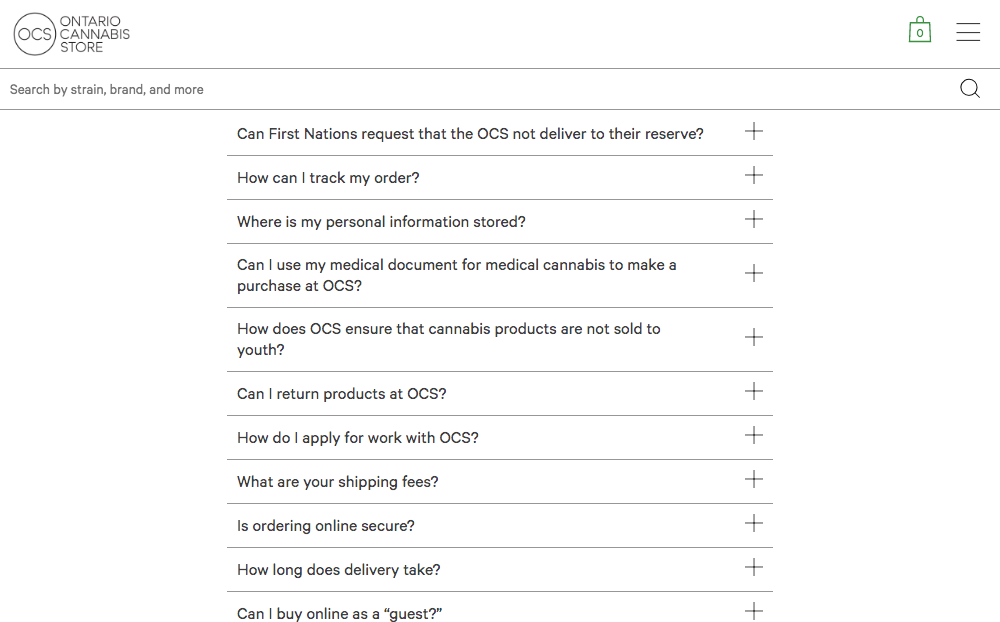 OCS
ONTARIO
CANNABIS
STORE
0
Search by strain, brand, and more
Can First Nations request that the OCS not deliver to their reserve?
How can I track my order?
Where is my personal information stored?
Can I use my medical document for medical cannabis to make a
purchase at OCS?
How does OCS ensure that cannabis products are not sold to
youth?
Can I return products at OCS?
How do I apply for work with OCS?
What are your shipping fees?
Is ordering online secure?
How long does delivery take?
Can I buy online as a “guest?”